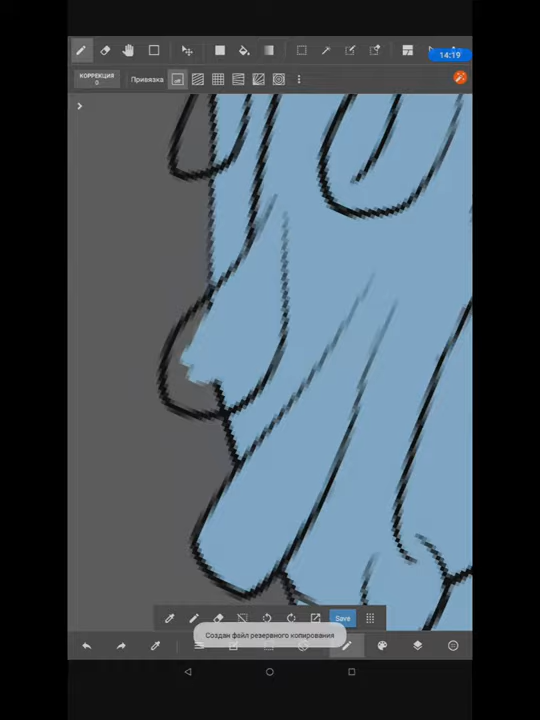 14:19
КОРРЕКЦИЯ
0
Привязка
Save
Создан файл резервного копирования